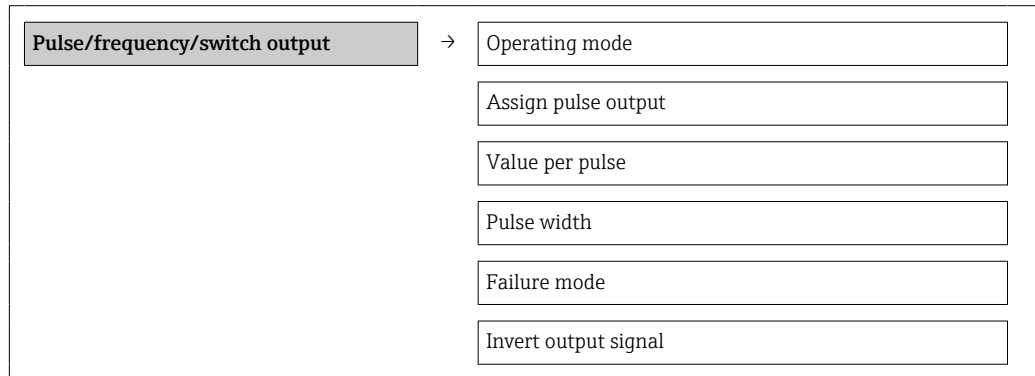 Pulse/frequency/switch output → Operating mode
Assign pulse output
Value per pulse
Pulse width
Failure mode
Invert output signal